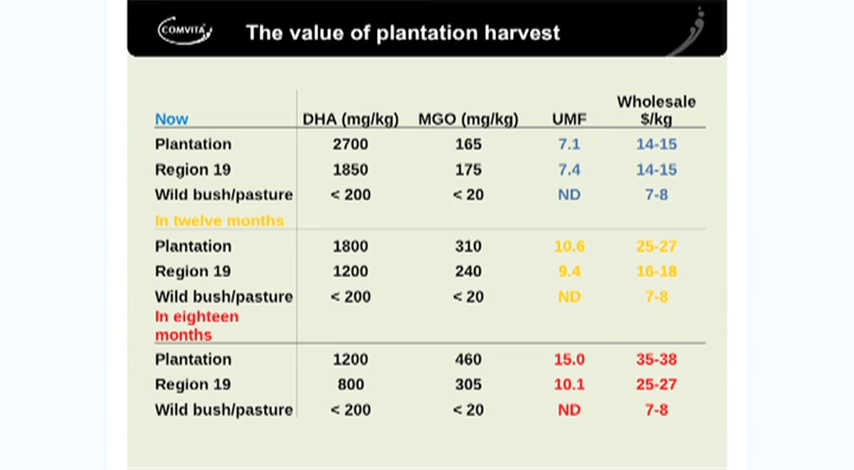 COMVITA
The value of plantation harvest
Wholesale
Now DHA (mg/kg) MGO (mg/kg) UMF $/kg
Plantation 2700 165 7.1 14-15
Region 19 1850 175 7.4 14-15
Wild bush/pasture < 200 < 20 ND 7-8
In twelve months
Plantation 1800 310 10.6 25-27
Region 19 1200 240 9.4 16-18
Wild bush/pasture < 200 < 20 ND 7-8
In eighteen
months
Plantation 1200 460 15.0 35-38
Region 19 800 305 10.1 25-27
Wild bush/pasture < 200 < 20 ND 7-8